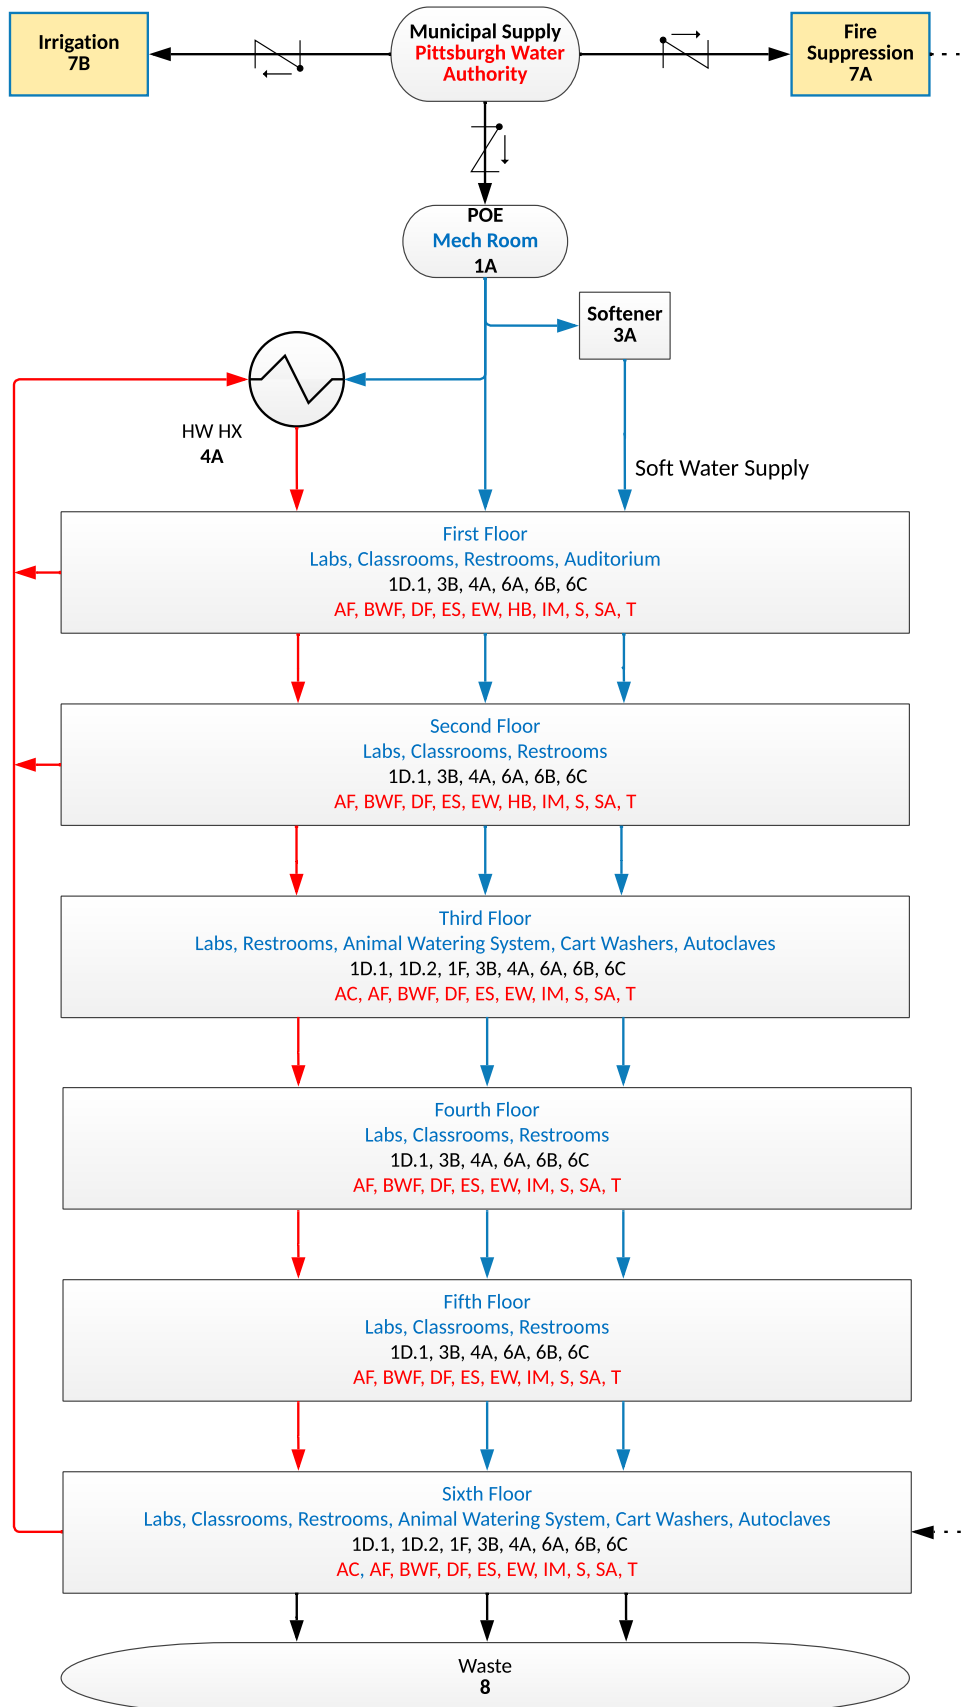 Irrigation
7B
Municipal Supply
Pittsburgh Water
Authority
Fire
Suppression
7A
POE
Mech Room
1A
Softener
3A
HW HX
4A
Soft Water Supply
First Floor
Labs, Classrooms, Restrooms, Auditorium
1D.1, 3B, 4A, 6A, 6B, 6C
AF, BWF, DF, ES, EW, HB, IM, S, SA, T
Second Floor
Labs, Classrooms, Restrooms
1D.1, 3B, 4A, 6A, 6B, 6C
AF, BWF, DF, ES, EW, HB, IM, S, SA, T
Third Floor
Labs, Restrooms, Animal Watering System, Cart Washers, Autoclaves
1D.1, 1D.2, 1F, 3B, 4A, 6A, 6B, 6C
AC, AF, BWF, DF, ES, EW, IM, S, SA, T
Fourth Floor
Labs, Classrooms, Restrooms
1D.1, 3B, 4A, 6A, 6B, 6C
AF, BWF, DF, ES, EW, IM, S, SA, T
Fifth Floor
Labs, Classrooms, Restrooms
1D.1, 3B, 4A, 6A, 6B, 6C
AF, BWF, DF, ES, EW, IM, S, SA, T
Sixth Floor
Labs, Classrooms, Restrooms, Animal Watering System, Cart Washers, Autoclaves
1D.1, 1D.2, 1F, 3B, 4A, 6A, 6B, 6C
AC, AF, BWF, DF, ES, EW, IM, S, SA, T
Waste
8